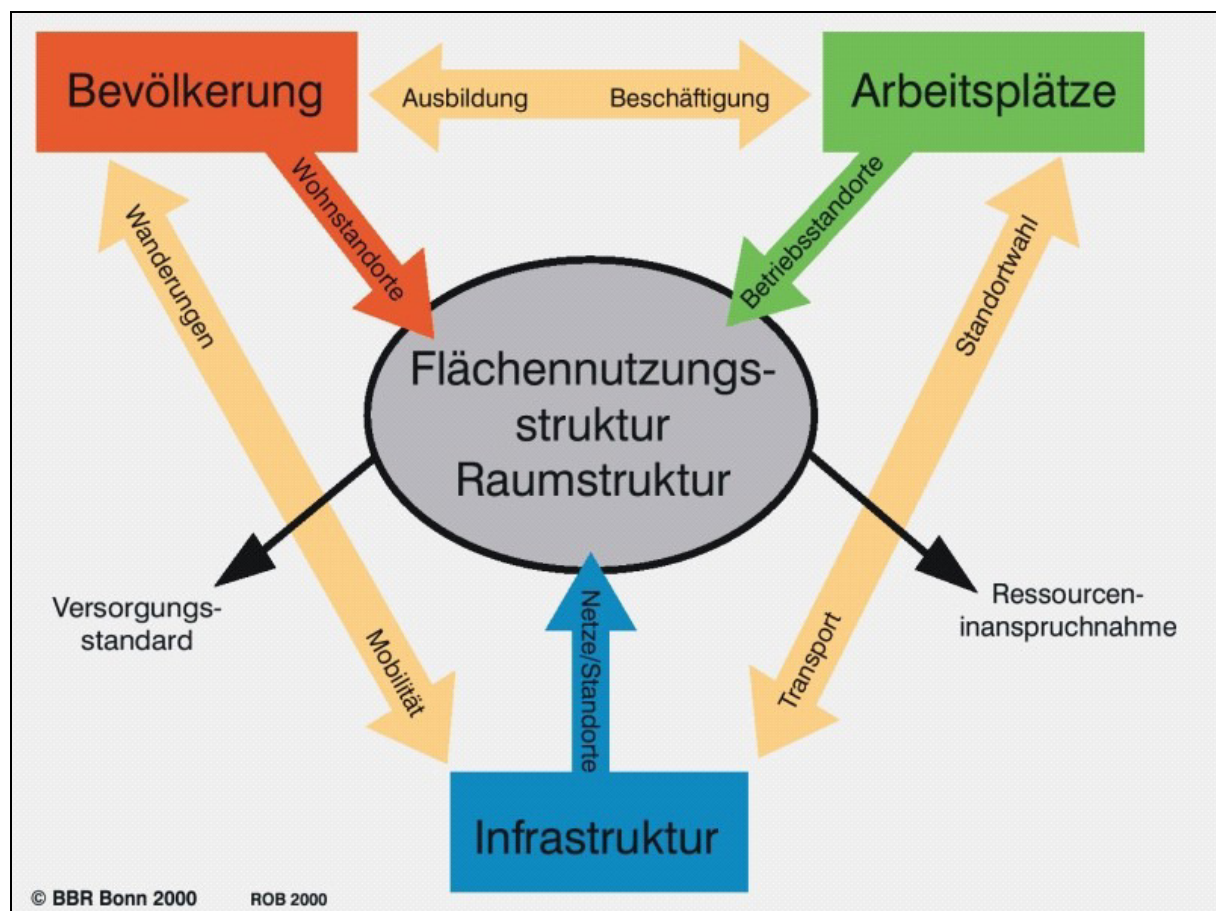 Bevölkerung
Ausbildung
Beschäftigung
Arbeitsplätze
Wohnstandorte
Betriebsstandorte
Wanderungen
Standortwahl
Flächennutzungs-
struktur
Raumstruktur
Versorgungs-
standard
Ressourcen-
inanspruchnahme
Mobilität
Netze/Standorte
Transport
Infrastruktur
© BBR Bonn 2000
ROB 2000